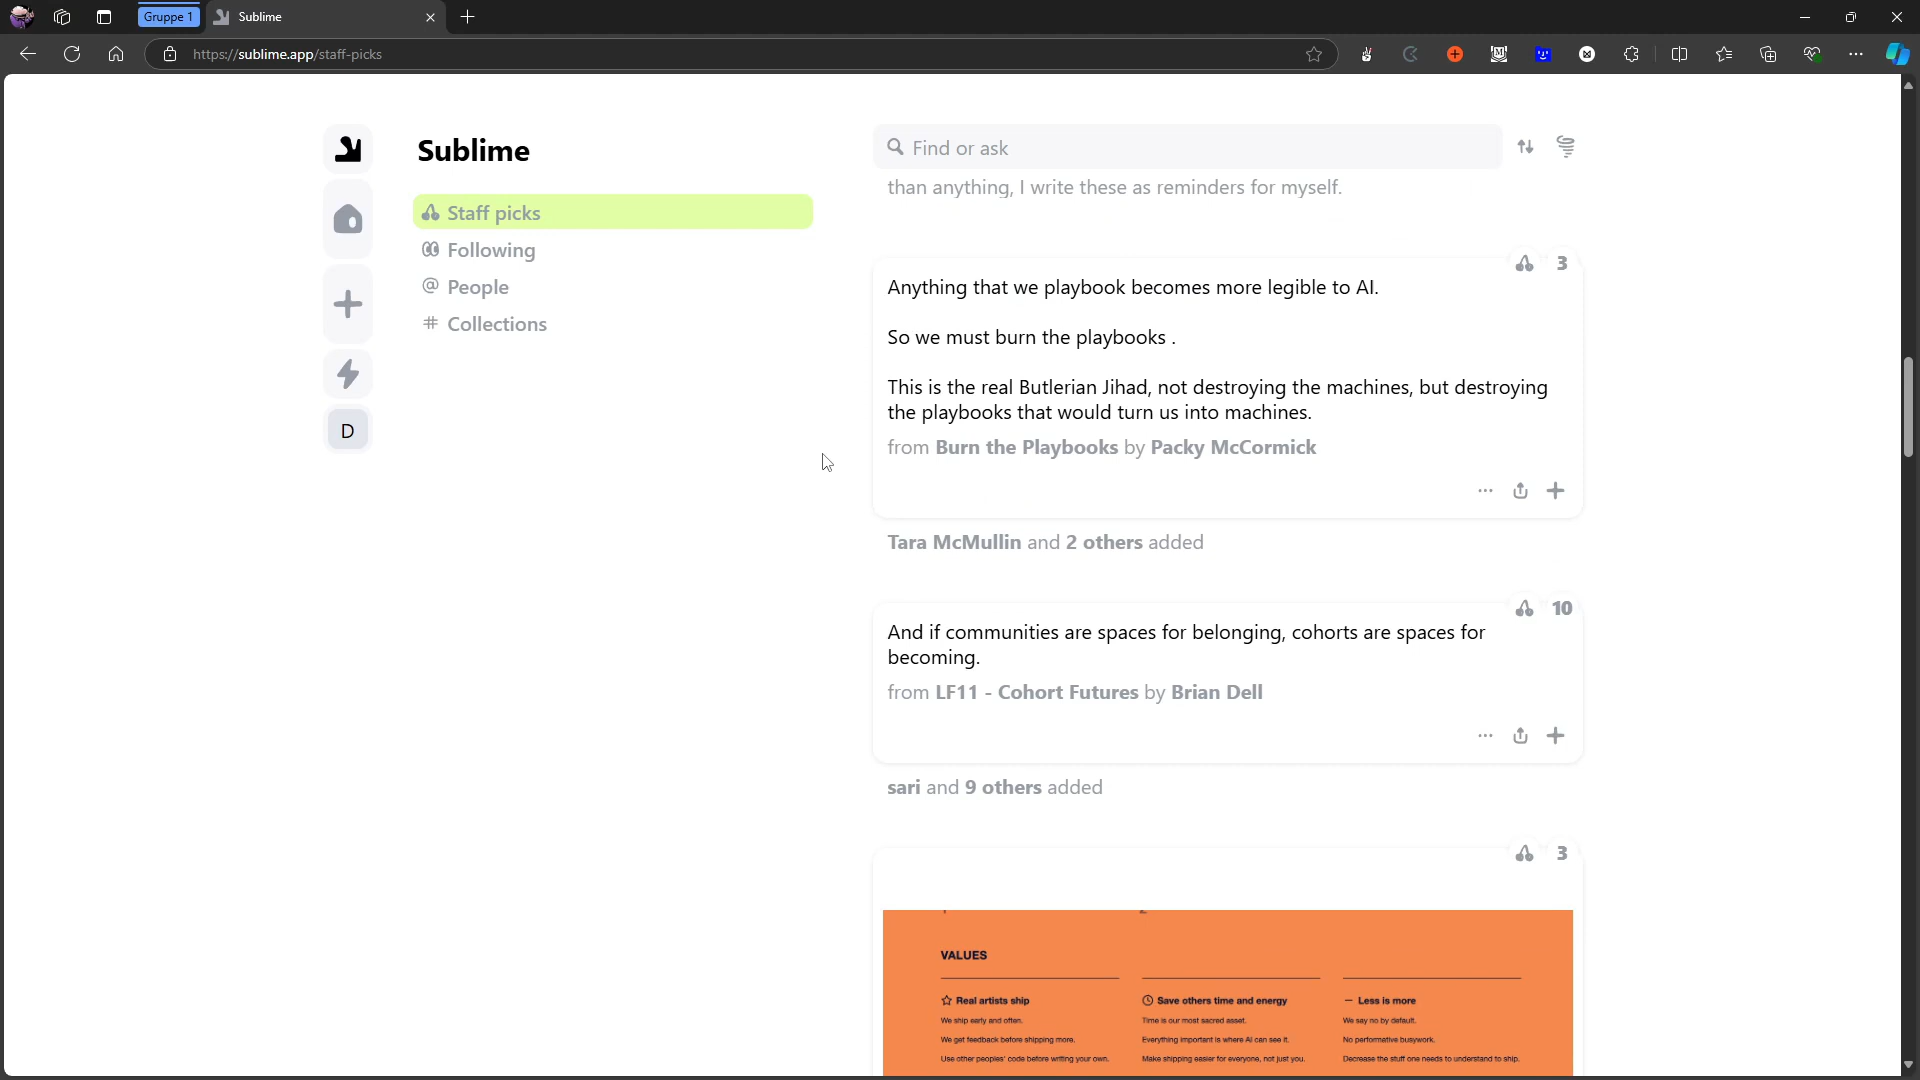 Gruppe 1
Sublime
https://sublime.app/staff-picks
Sublime
Staff picks
Following
@ People
# Collections
D
Find or ask
than anything, I write these as reminders for myself.
3
Anything that we playbook becomes more legible to AI.
So we must burn the playbooks .
This is the real Butlerian Jihad, not destroying the machines, but destroying
the playbooks that would turn us into machines.
from Burn the Playbooks by Packy McCormick
Tara McMullin and 2 others added
10
And if communities are spaces for belonging, cohorts are spaces for
becoming.
from LF11 - Cohort Futures by Brian Dell
sari and 9 others added
3
VALUES
Real artists ship
We ship early and often.
We get feedback before shipping more.
Use other peoples' code before writing your own.
Save others time and energy
Time is our most sacred asset.
Everything important is where AI can see it.
Make shipping easier for everyone, not just you.
Less is more
We say no by default.
No performative busywork.
Decrease the stuff one needs to understand to ship.